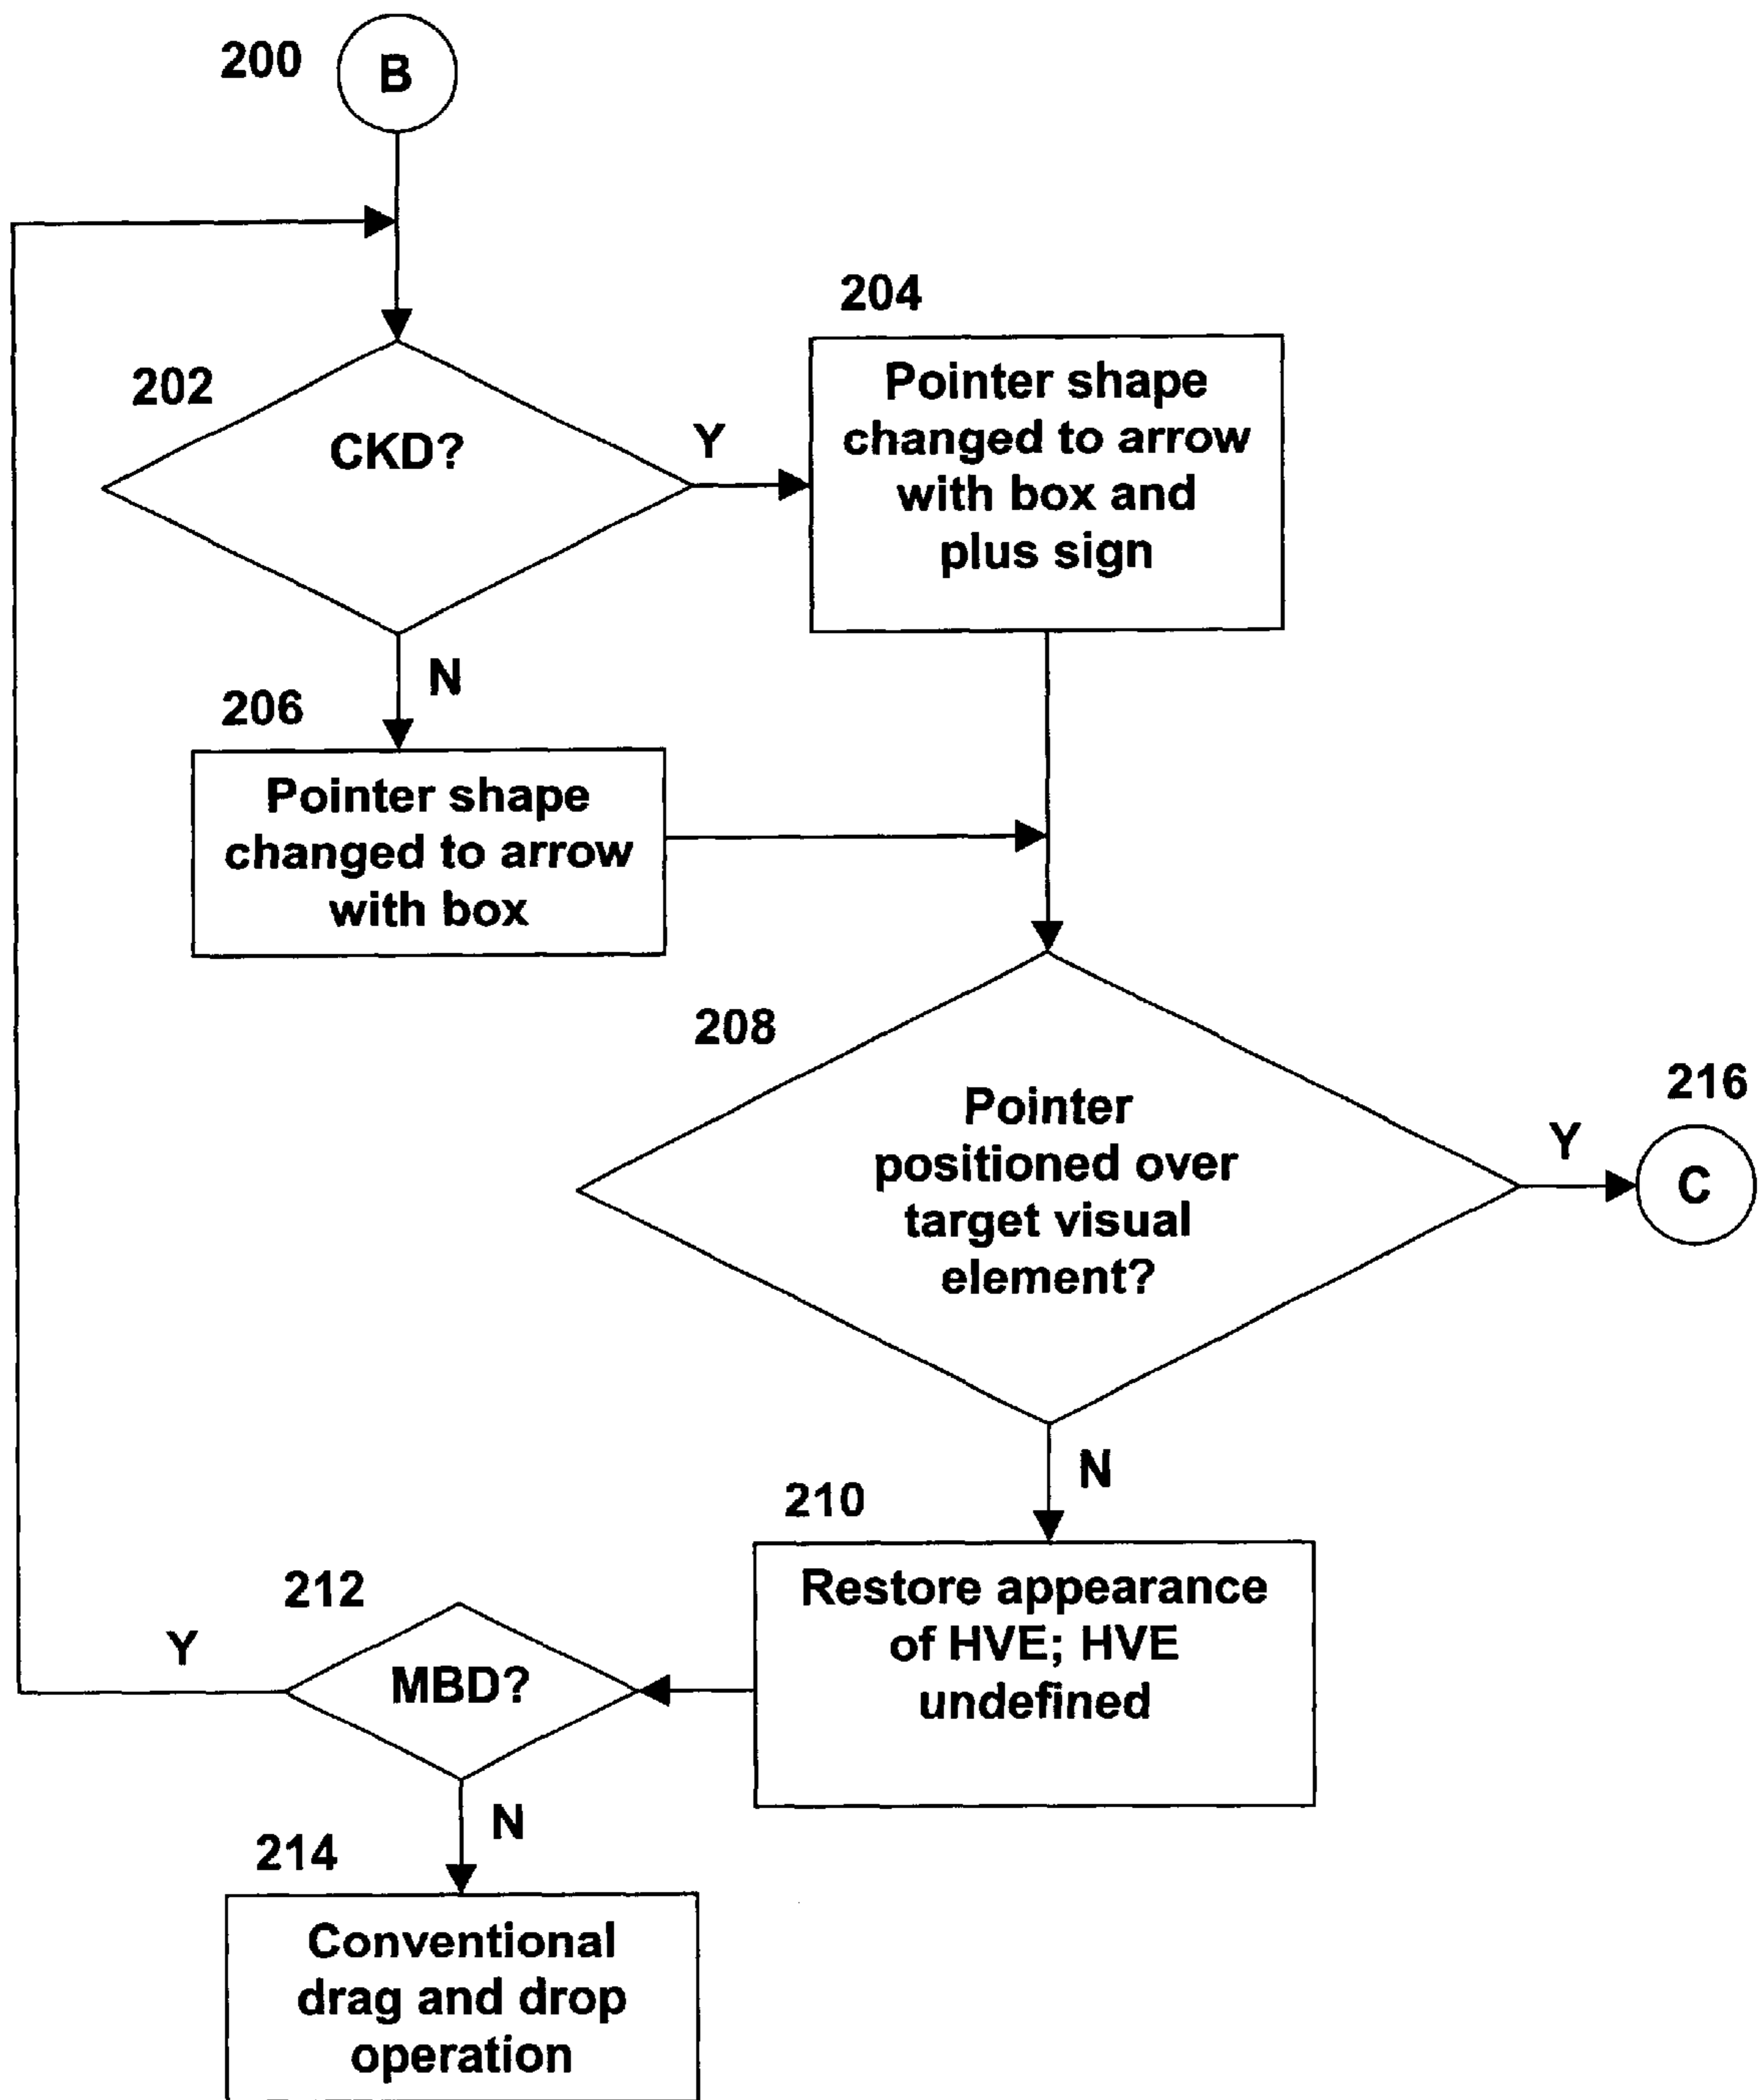 200
B
204
202
CKD?
Y
Pointer shape
changed to arrow
with box and
plus sign
N
206
Pointer shape
changed to arrow
with box
208
Pointer
positioned over
target visual
element?
Y
216
C
N
210
Restore appearance
of HVE; HVE
undefined
212
MBD?
Y
N
214
Conventional
drag and drop
operation